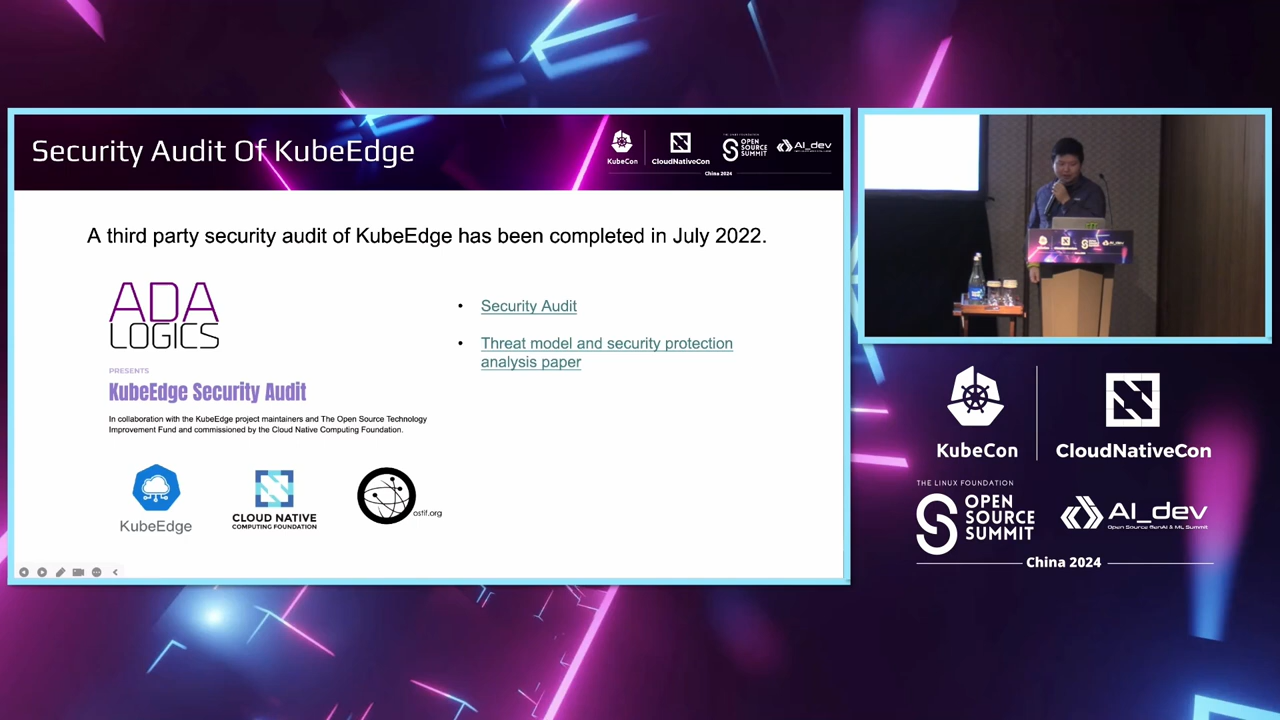 Security Audit Of KubeEdge
KubeCon
CloudNativeCon
THE LINUX FOUNDATION
OPEN
SOURCE
SUMMIT
AI_dev
China 2024
A third party security audit of KubeEdge has been completed in July 2022.
ADA
LOGICS
PRESENTS
KubeEdge Security Audit
In collaboration with the KubeEdge project maintainers and The Open Source Technology
Improvement Fund and commissioned by the Cloud Native Computing Foundation.
KubeEdge
CLOUD NATIVE
COMPUTING FOUNDATION
ostif.org
• Security Audit
• Threat model and security protection
analysis paper
KubeCon
CloudNativeCon
THE LINUX FOUNDATION
OPEN
SOURCE
SUMMIT
AI_dev
Open Source GenAI & ML Summit
China 2024